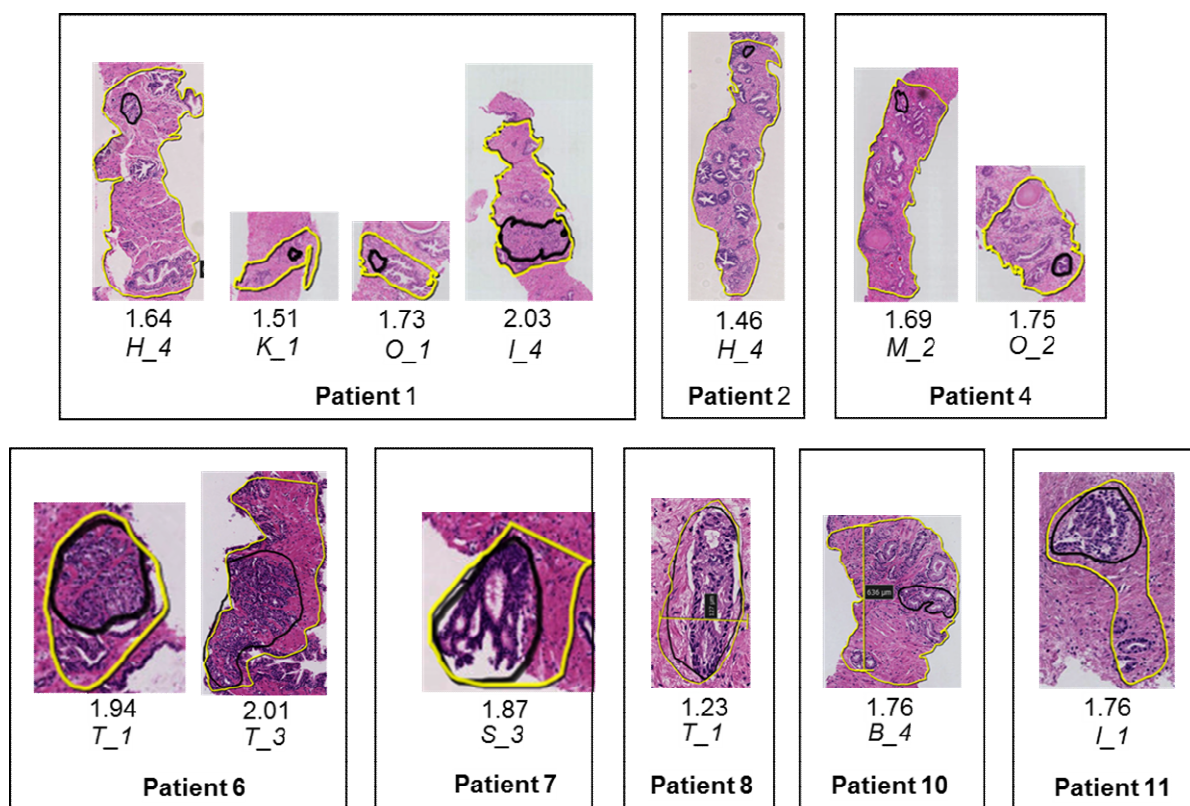 1.64
H_4
1.51
K_1
1.73
O_1
2.03
I_4
Patient 1
1.46
H_4
Patient 2
1.69
M_2
1.75
O_2
Patient 4
1.94
T_1
2.01
T_3
Patient 6
1.87
S_3
Patient 7
177 µm
1.23
T_1
Patient 8
636 µm
1.76
B_4
Patient 10
1.76
I_1
Patient 11